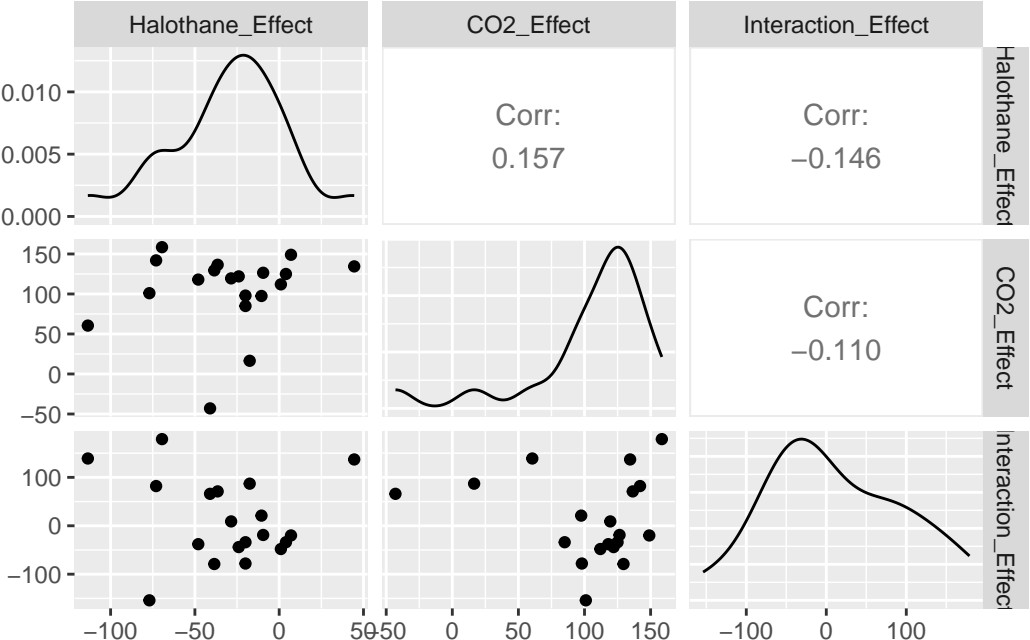 Halothane_Effect CO2_Effect Interaction_Effect
0.010
0.005
0.000
Corr:
0.157
Corr:
−0.146
Halothane_Effect
150
100
50
0
−50
Corr:
−0.110
CO2_Effect
100
0
−100
Interaction_Effect
−100 −50 0 50
−50 0 50 100 150
−100 0 100